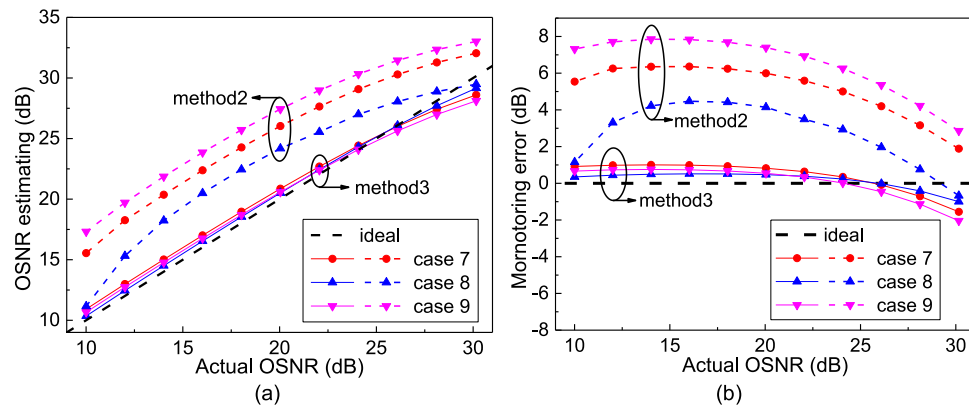 35
30
25
20
15
10
10
15
20
25
30
OSNR estimating (dB)
Actual OSNR (dB)
method2
method3
ideal
case 7
case 8
case 9
(a)
8
6
4
2
0
-2
-4
-6
-8
10
15
20
25
30
Mornotoring error (dB)
Actual OSNR (dB)
method2
method3
ideal
case 7
case 8
case 9
(b)